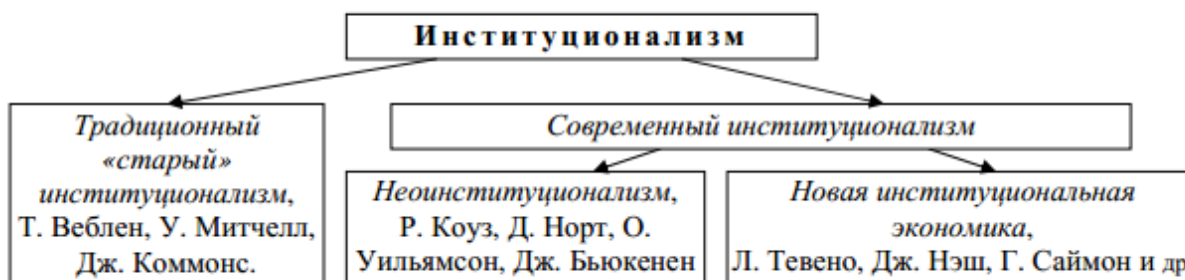 Институционализм
Традиционный
«старый»
институционализм,
Т. Веблен, У. Митчелл,
Дж. Коммонс.
Современный институционализм
Неоинституционализм,
Р. Коуз, Д. Норт, О.
Уильямсон, Дж. Бьюкенен
Новая институциональная
экономика,
Л. Тевено, Дж. Нэш, Г. Саймон и др